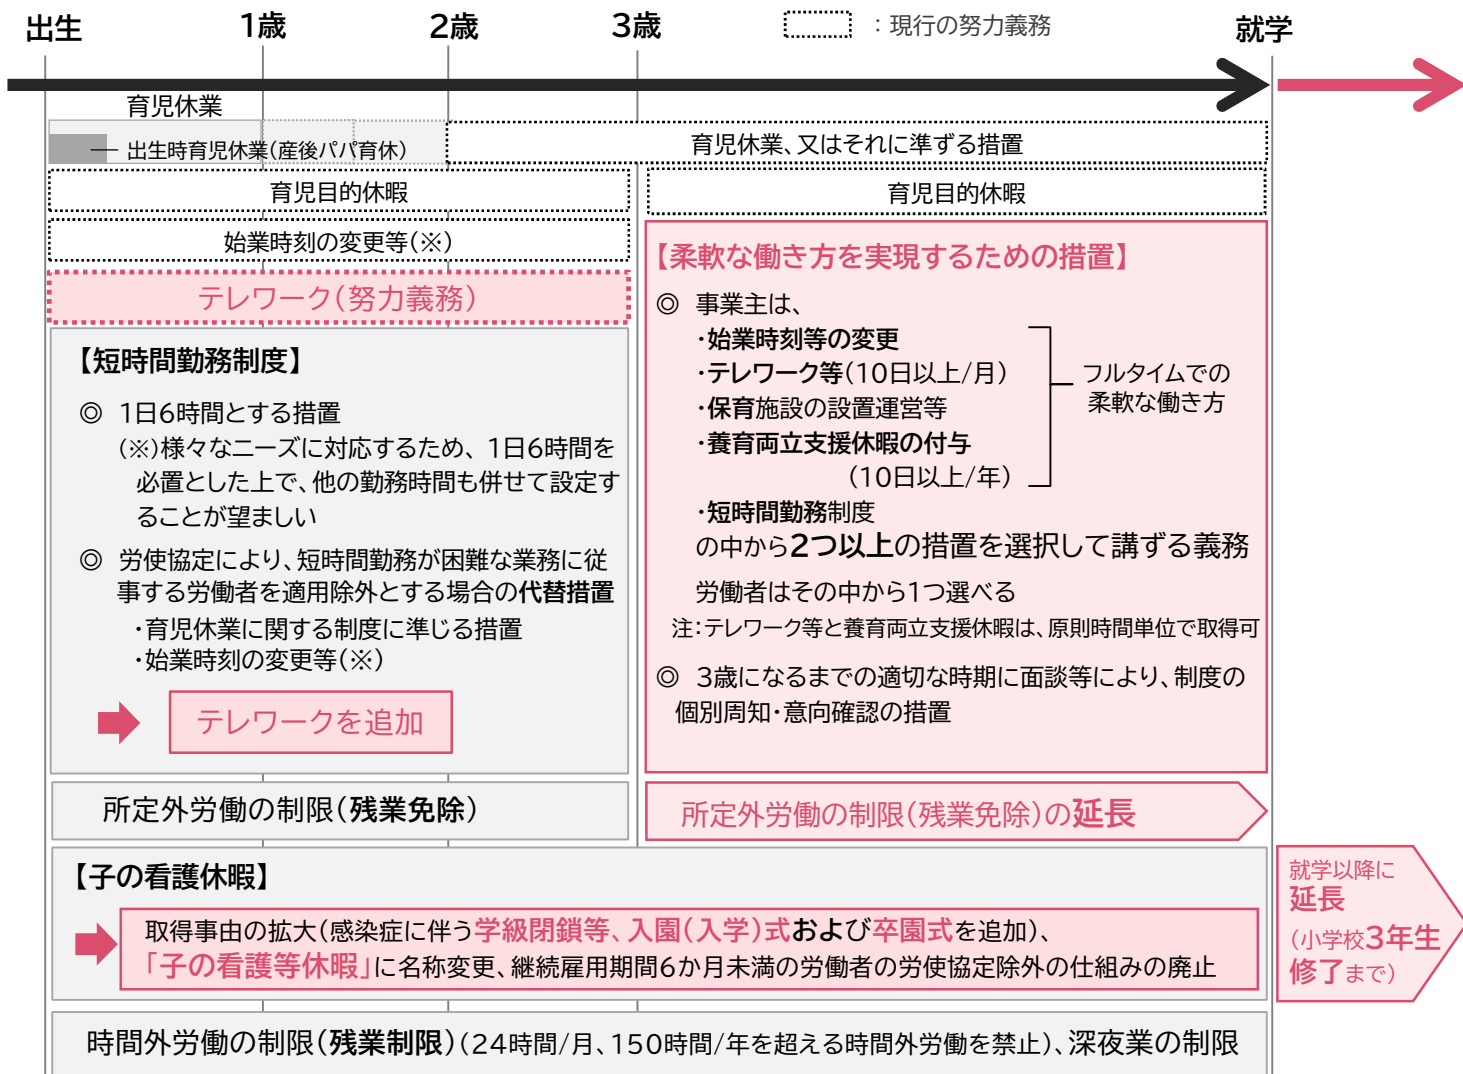 出生
1歳
2歳
3歳
：現行の努力義務
就学
育児休業
出生時育児休業(産後パパ育休)
育児休業、又はそれに準ずる措置
育児目的休暇
育児目的休暇
始業時刻の変更等(※)
テレワーク(努力義務)
【短時間勤務制度】
◎ 1日6時間とする措置
(※)様々なニーズに対応するため、1日6時間を
必置とした上で、他の勤務時間も併せて設定す
ることが望ましい
◎ 労使協定により、短時間勤務が困難な業務に従
事する労働者を適用除外とする場合の代替措置
・育児休業に関する制度に準じる措置
・始業時刻の変更等(※)
テレワークを追加
【柔軟な働き方を実現するための措置】
◎ 事業主は、
・始業時刻等の変更
・テレワーク等(10日以上/月)
・保育施設の設置運営等
・養育両立支援休暇の付与
(10日以上/年)
フルタイムでの
柔軟な働き方
・短時間勤務制度
の中から2つ以上の措置を選択して講ずる義務
労働者はその中から1つ選べる
注：テレワーク等と養育両立支援休暇は、原則時間単位で取得可
◎ 3歳になるまでの適切な時期に面談等により、制度の
個別周知・意向確認の措置
所定外労働の制限(残業免除)
所定外労働の制限(残業免除)の延長
【子の看護休暇】
取得事由の拡大(感染症に伴う学級閉鎖等、入園(入学)式および卒園式を追加)、
「子の看護等休暇」に名称変更、継続雇用期間6か月未満の労働者の労使協定除外の仕組みの廃止
就学以降に
延長
(小学校3年生
修了まで)
時間外労働の制限(残業制限)(24時間/月、150時間/年を超える時間外労働を禁止)、深夜業の制限